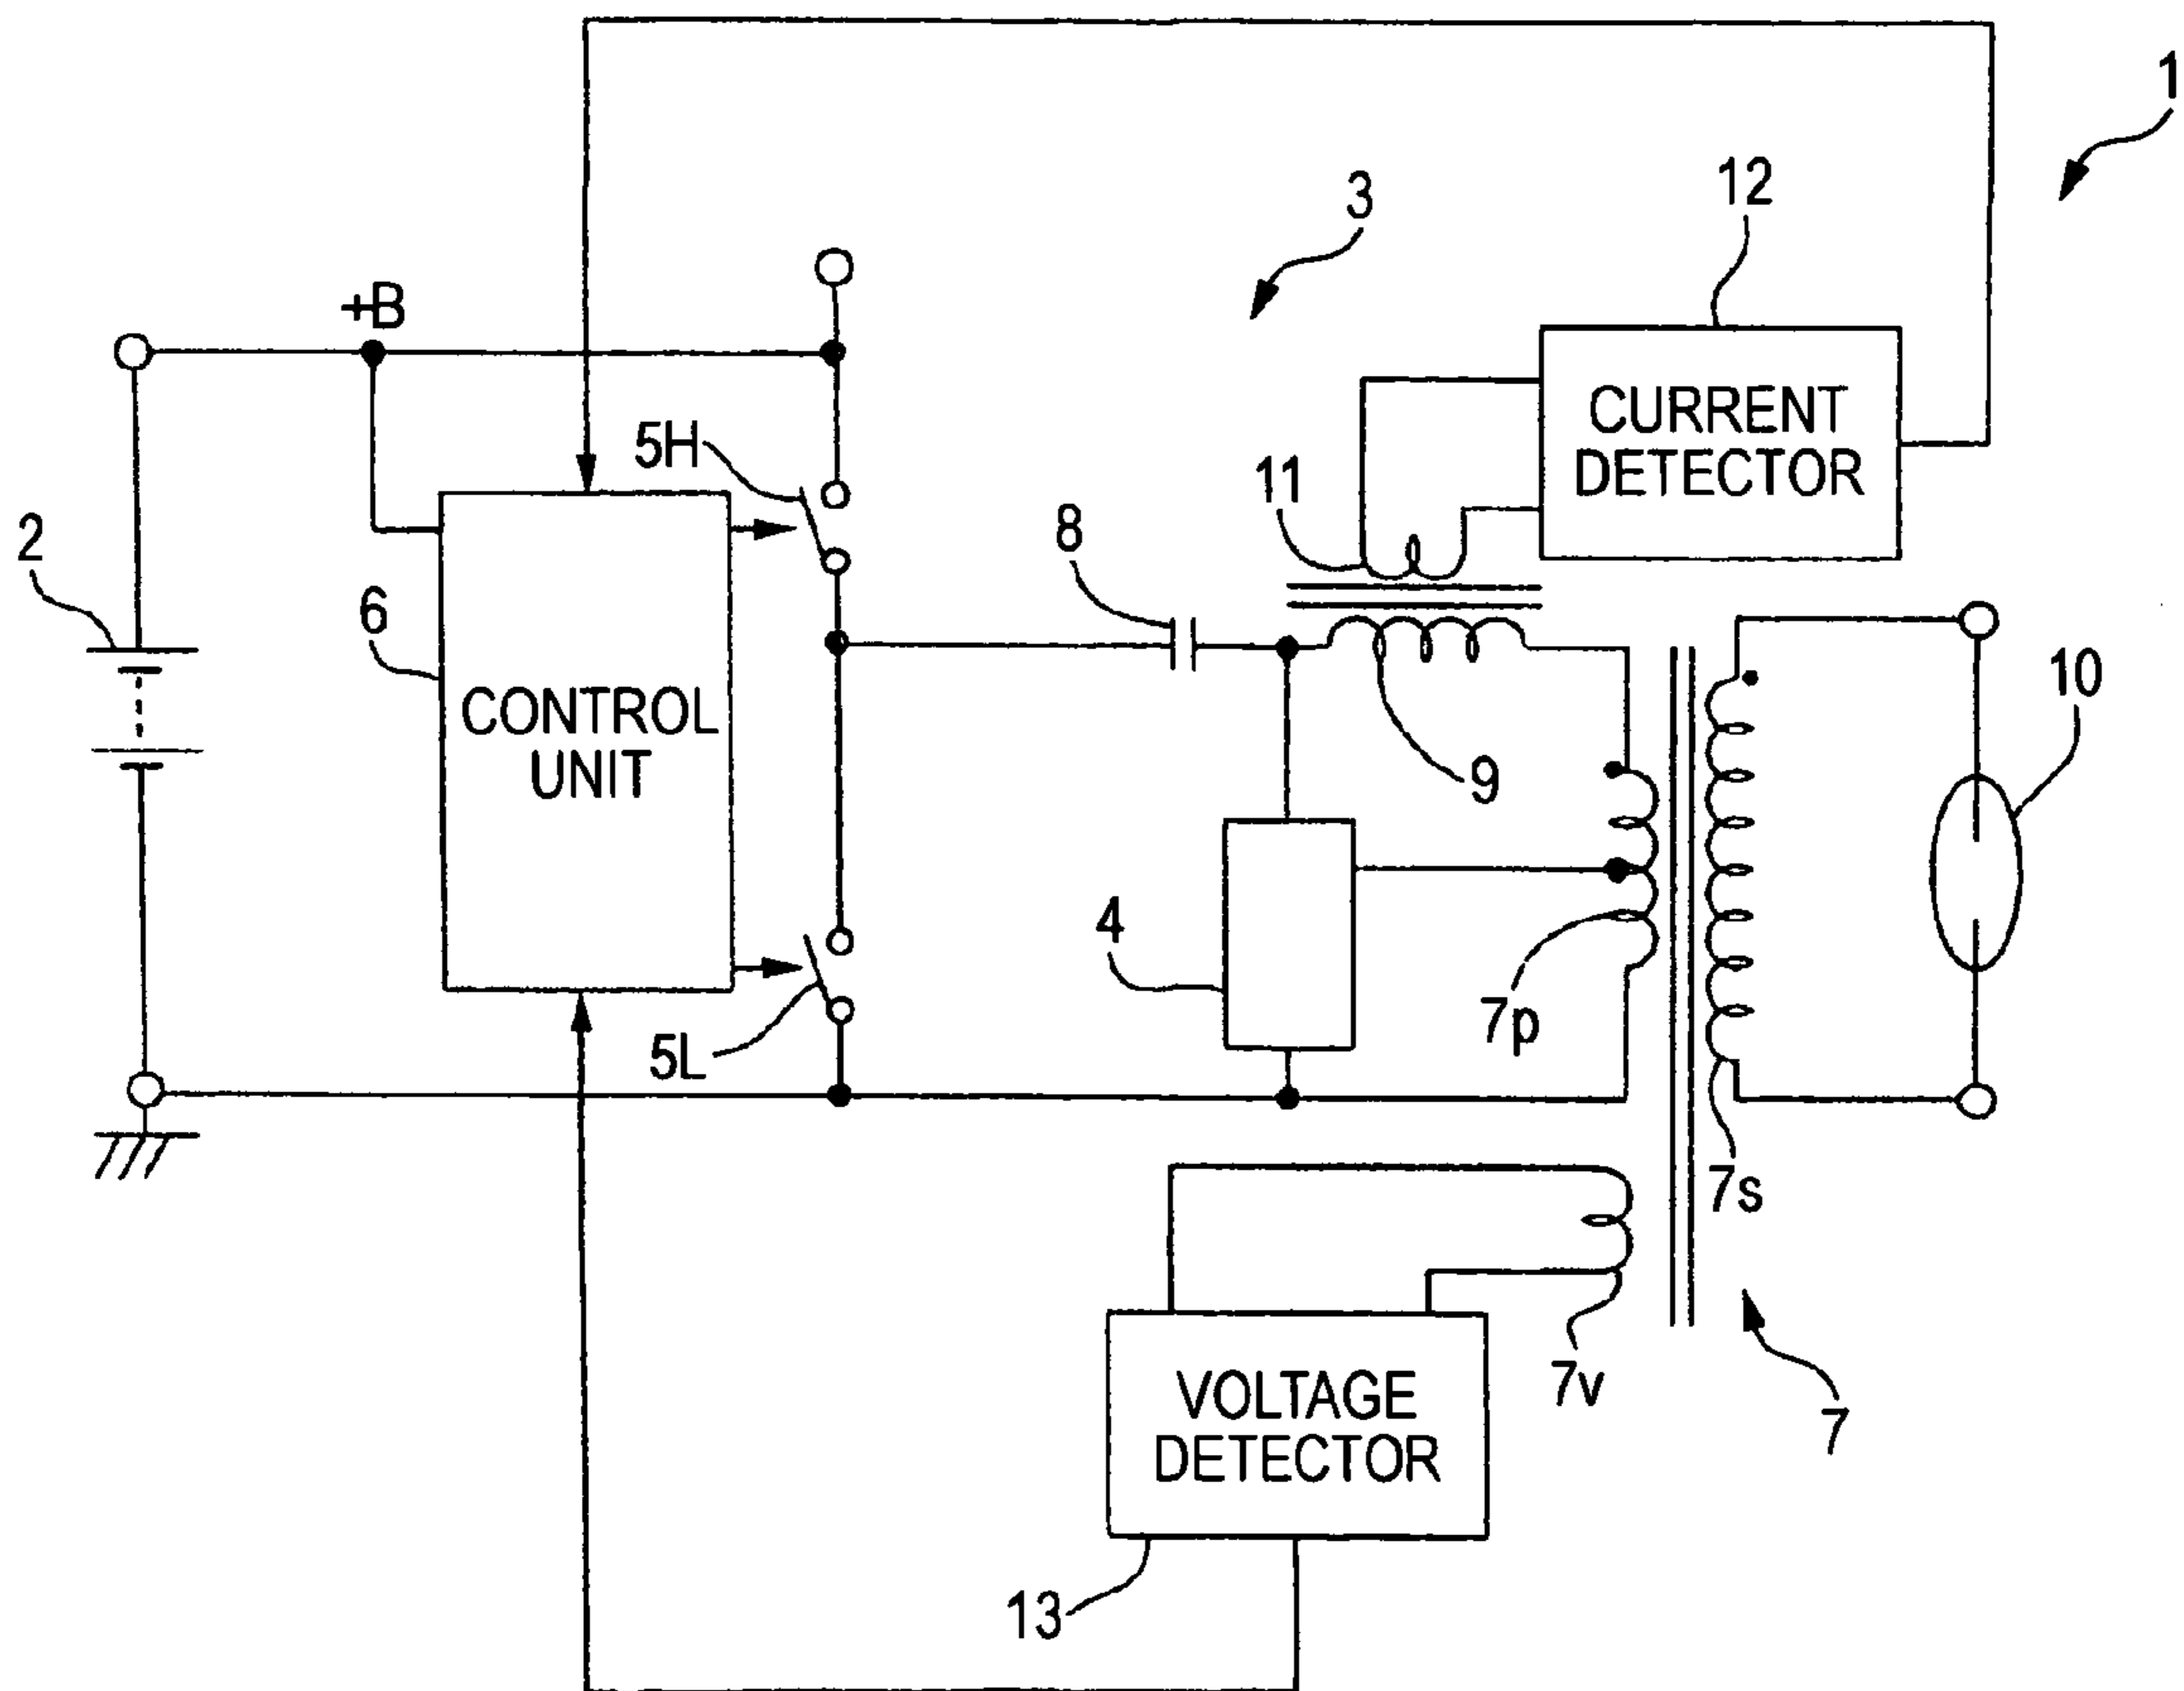 1
12
3
+B
CURRENT
DETECTOR
5H
11
2
8
6
10
CONTROL
UNIT
9
4
7p
5L
7s
7v
VOLTAGE
DETECTOR
7
13